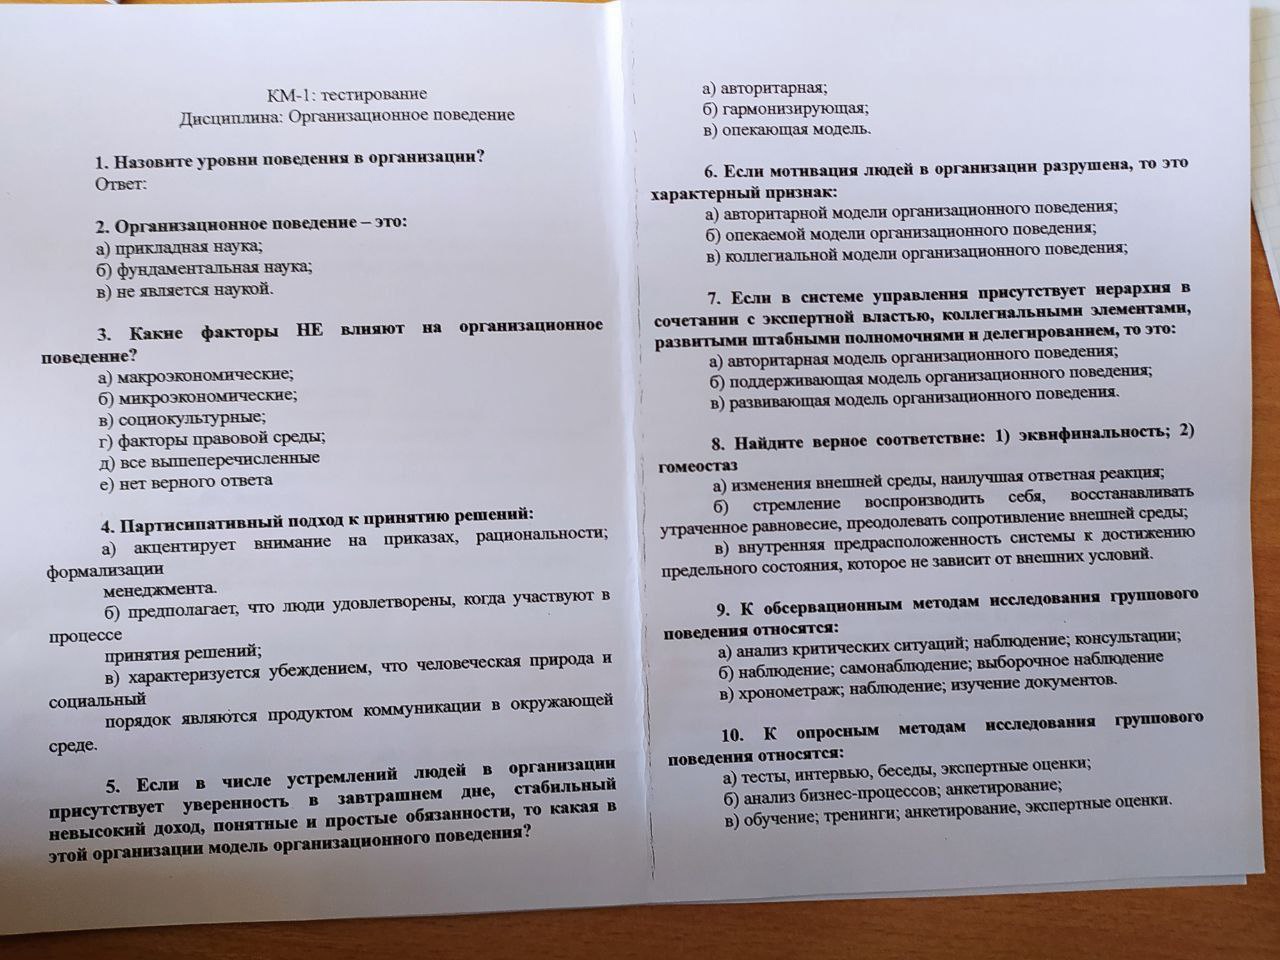 КМ-1: тестирование
Дисциплина: Организационное поведение
1. Назовите уровни поведения в организации?
Ответ:
2. Организационное поведение – это:
а) прикладная наука;
б) фундаментальная наука;
в) не является наукой.
3. Какие факторы НЕ влияют на организационное
поведение?
а) макроэкономические;
б) микроэкономические;
в) социокультурные;
г) факторы правовой среды;
д) все вышеперечисленные
е) нет верного ответа
4. Партисипативный подход к принятию решений:
а) акцентирует внимание на приказах, рациональности;
формализации
менеджмента.
б) предполагает, что люди удовлетворены, когда участвуют в
процессе
принятия решений;
в) характеризуется убеждением, что человеческая природа и
социальный
порядок являются продуктом коммуникации в окружающей
среде.
5. Если в числе устремлений людей в организации
присутствует уверенность в завтрашнем дне, стабильный
невысокий доход, понятные и простые обязанности, то какая в
этой организации модель организационного поведения?
а) авторитарная;
б) гармонизирующая;
в) опекающая модель.
6. Если мотивация людей в организации разрушена, то это
характерный признак:
а) авторитарной модели организационного поведения;
б) опекаемой модели организационного поведения;
в) коллегиальной модели организационного поведения;
7. Если в системе управления присутствует иерархия в
сочетании с экспертной властью, коллегиальными элементами,
развитыми штабными полномочиями и делегированием, то это:
а) авторитарная модель организационного поведения;
б) поддерживающая модель организационного поведения;
в) развивающая модель организационного поведения.
8. Найдите верное соответствие: 1) эквифинальность; 2)
гомеостаз
а) изменения внешней среды, наилучшая ответная реакция;
б) стремление воспроизводить себя, восстанавливать
утраченное равновесие, преодолевать сопротивление внешней среды;
в) внутренняя предрасположенность системы к достижению
предельного состояния, которое не зависит от внешних условий.
9. К обсервационным методам исследования группового
поведения относятся:
а) анализ критических ситуаций; наблюдение; консультации;
б) наблюдение; самонаблюдение; выборочное наблюдение
в) хронометраж; наблюдение; изучение документов.
10. К опросным методам исследования группового
поведения относятся:
а) тесты, интервью, беседы, экспертные оценки;
б) анализ бизнес-процессов; анкетирование;
в) обучение; тренинги; анкетирование, экспертные оценки.